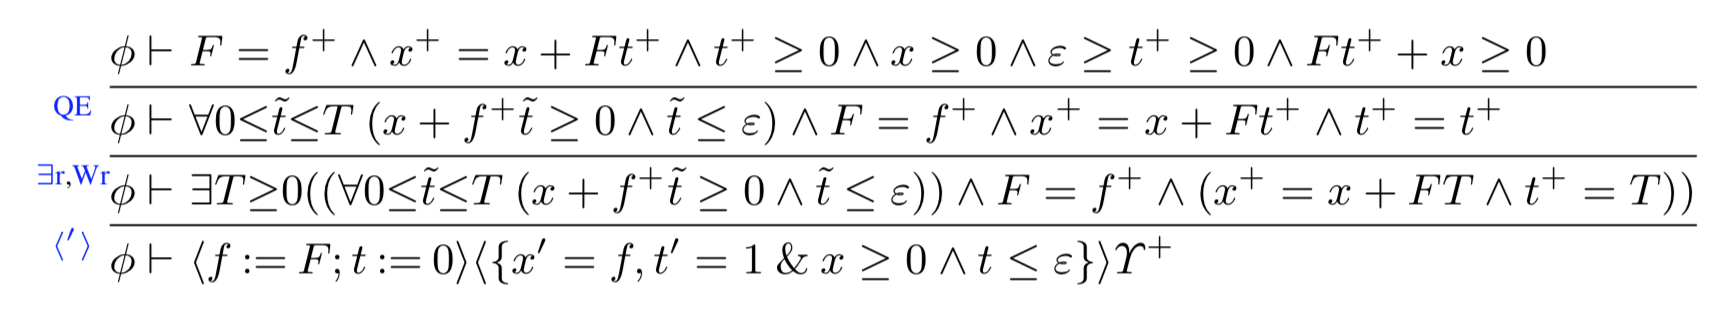 ϕ ⊢ F = f⁺ ∧ x⁺ = x + Ft⁺ ∧ t⁺ ≥ 0 ∧ x ≥ 0 ∧ ε ≥ t⁺ ≥ 0 ∧ Ft⁺ + x ≥ 0
QE ϕ ⊢ ∀0≤t̃≤T (x + f⁺t̃ ≥ 0 ∧ t̃ ≤ ε) ∧ F = f⁺ ∧ x⁺ = x + Ft⁺ ∧ t⁺ = t⁺
∃r,Wr ϕ ⊢ ∃T≥0((∀0≤t̃≤T (x + f⁺t̃ ≥ 0 ∧ t̃ ≤ ε)) ∧ F = f⁺ ∧ (x⁺ = x + FT ∧ t⁺ = T))
⟨′⟩ ϕ ⊢ ⟨f := F; t := 0⟩⟨{x′ = f, t′ = 1 & x ≥ 0 ∧ t ≤ ε}⟩ϒ⁺